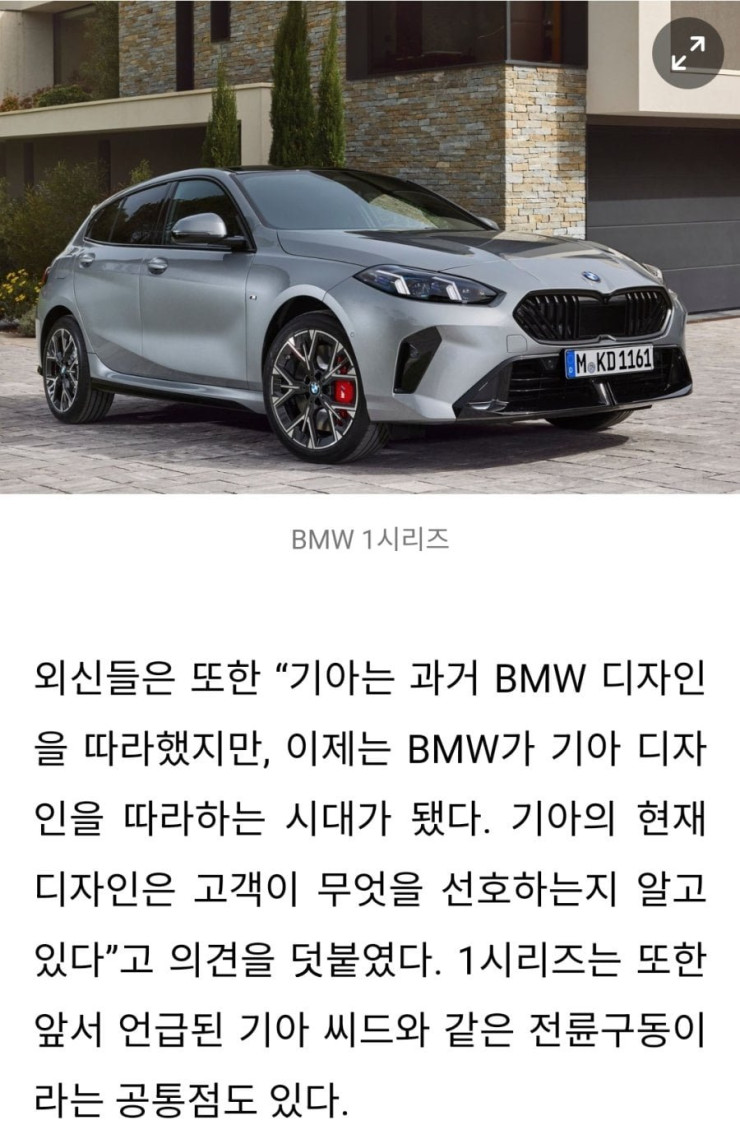 M KD 1161
BMW 1시리즈
외신들은 또한 “기아는 과거 BMW 디자인
을 따라했지만, 이제는 BMW가 기아 디자
인을 따라하는 시대가 됐다. 기아의 현재
디자인은 고객이 무엇을 선호하는지 알고
있다”고 의견을 덧붙였다. 1시리즈는 또한
앞서 언급된 기아 씨드와 같은 전륜구동이
라는 공통점도 있다.